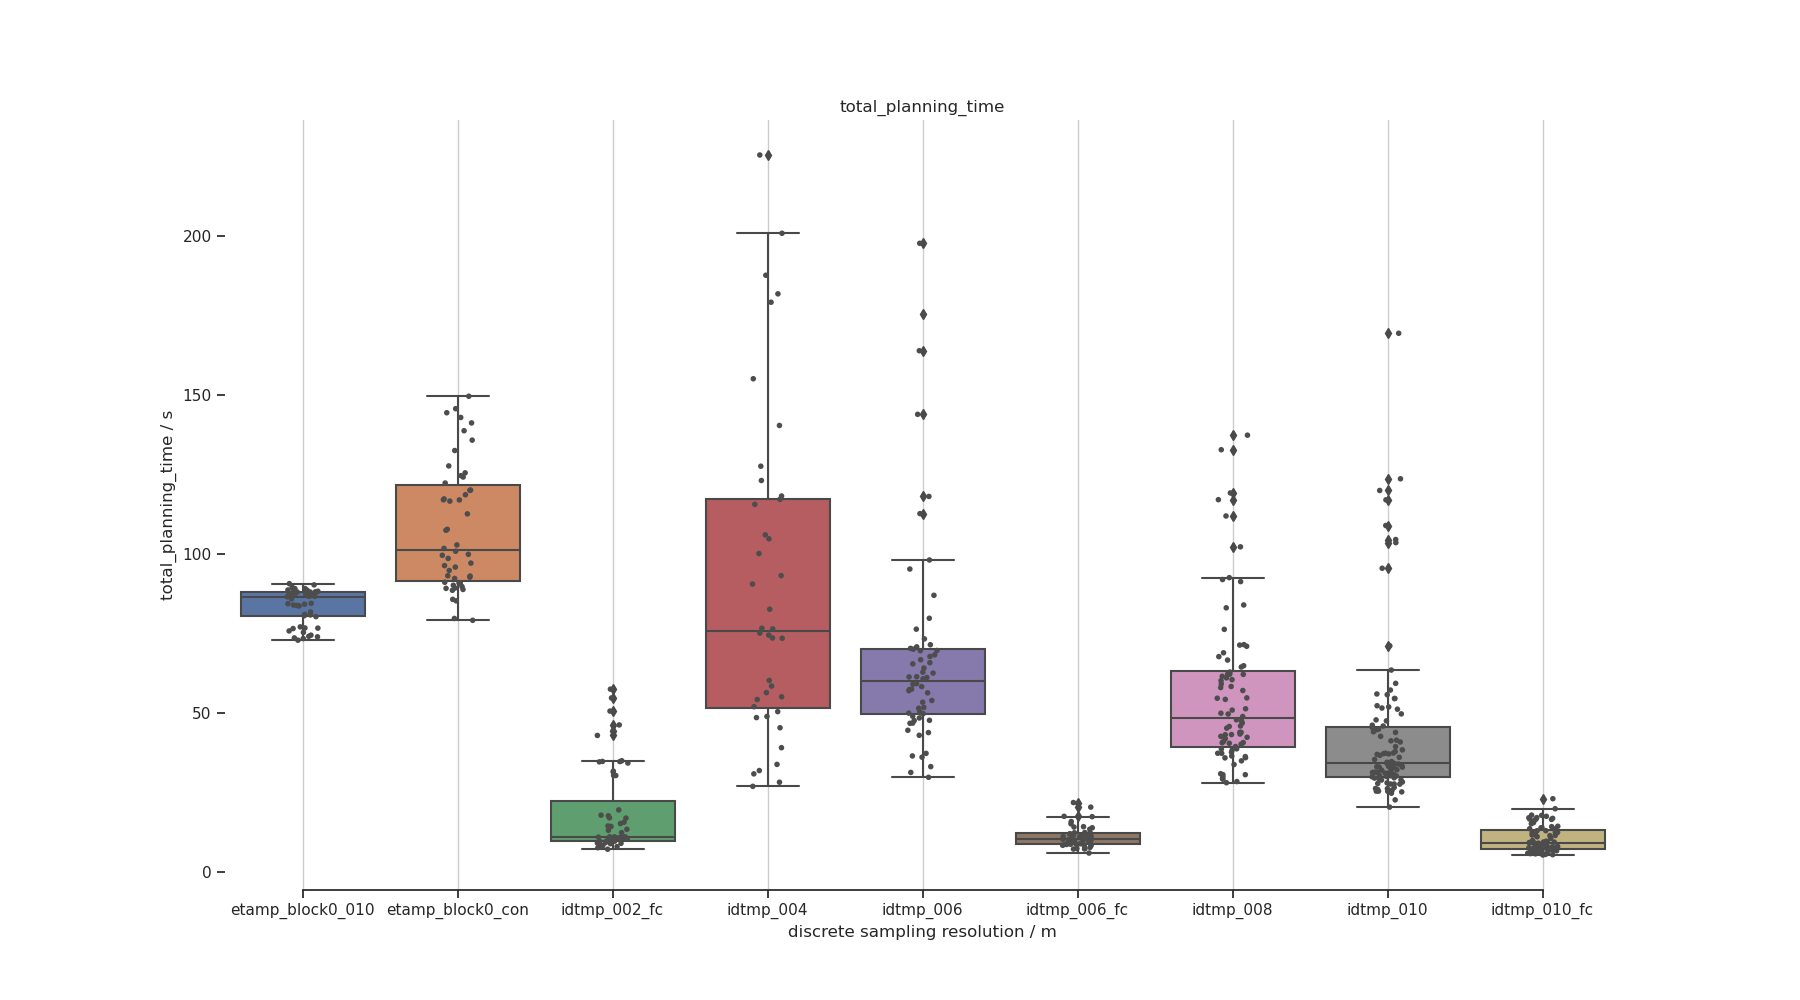 total_planning_time
total_planning_time / s
200
150
100
50
0
etamp_block0_010 etamp_block0_con idtmp_002_fc idtmp_004 idtmp_006 idtmp_006_fc idtmp_008 idtmp_010 idtmp_010_fc
discrete sampling resolution / m